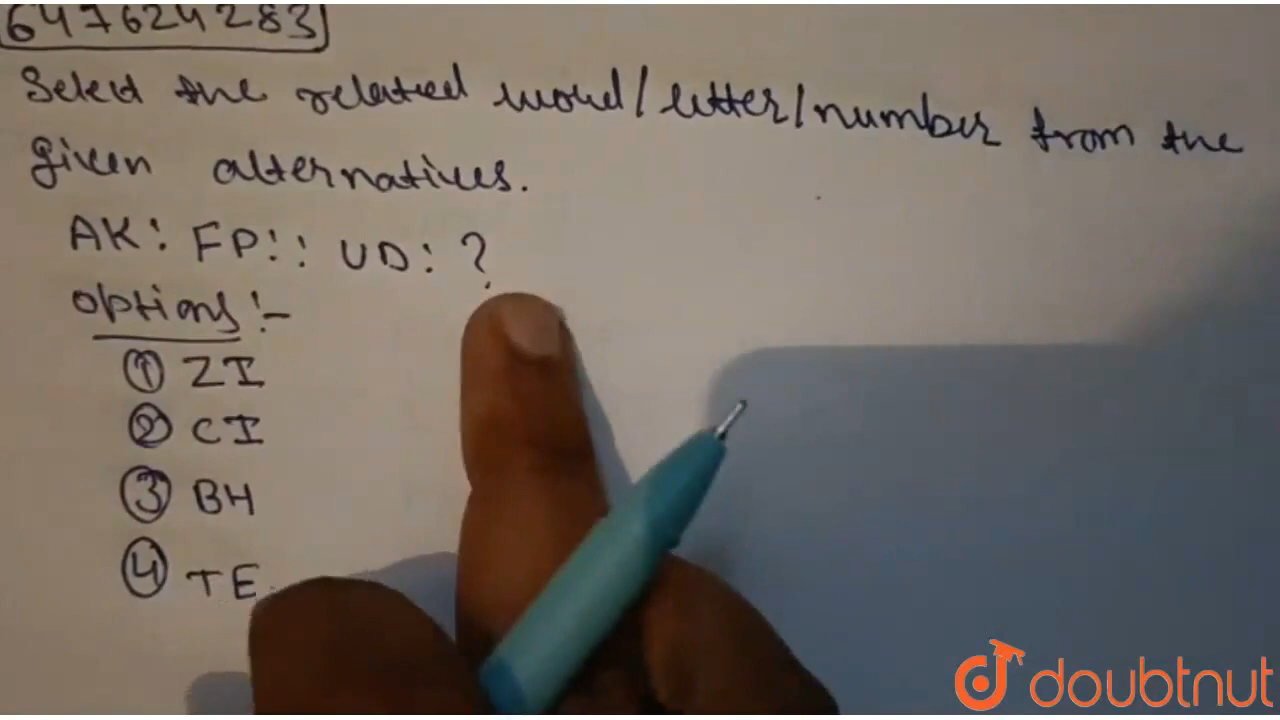 647624283
Select the related word/letter/number from the
given alternatives.
AK: FP:: UD: ?
options:-
① ZI
② CI
③ BH
④ TE
doubtnut